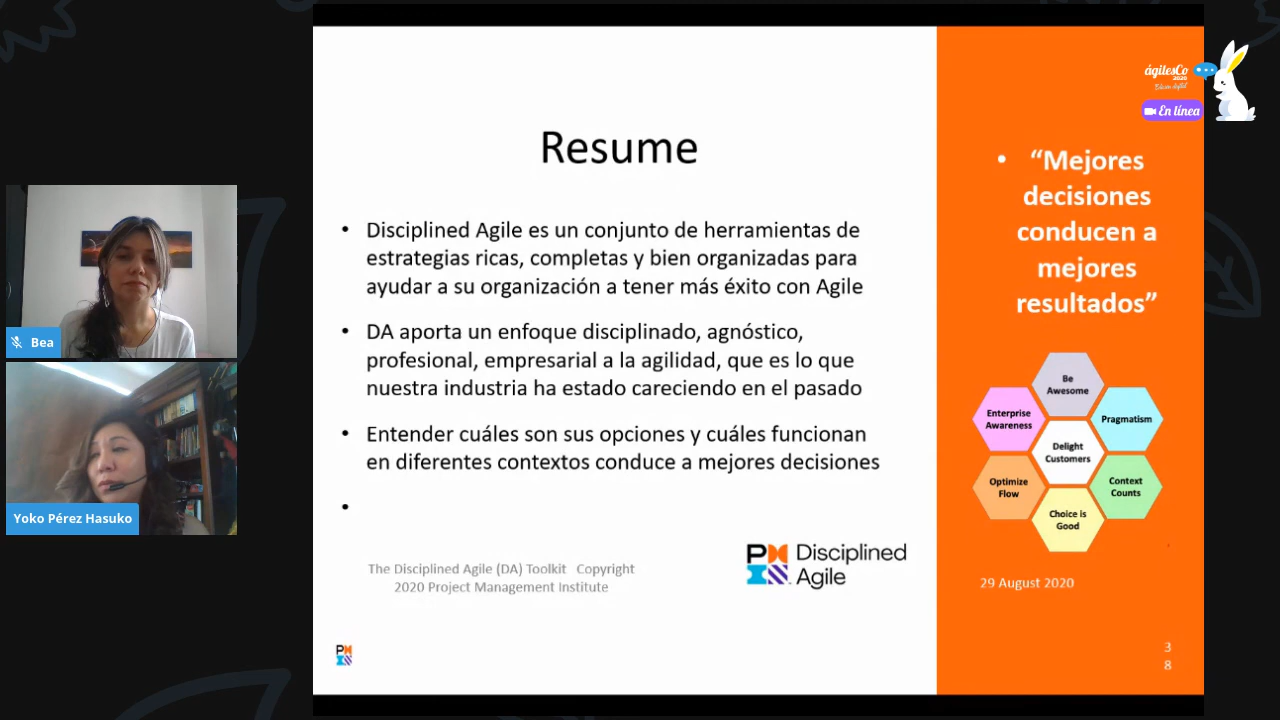 Resume
• Disciplined Agile es un conjunto de herramientas de
estrategias ricas, completas y bien organizadas para
ayudar a su organización a tener más éxito con Agile
• DA aporta un enfoque disciplinado, agnóstico,
profesional, empresarial a la agilidad, que es lo que
nuestra industria ha estado careciendo en el pasado
• Entender cuáles son sus opciones y cuáles funcionan
en diferentes contextos conduce a mejores decisiones
•
The Disciplined Agile (DA) Toolkit Copyright
2020 Project Management Institute
Disciplined
Agile
ágilesCo
2020
Edición digital
En línea
• “Mejores
decisiones
conducen a
mejores
resultados”
Be
Awesome
Enterprise
Awareness
Pragmatism
Delight
Customers
Optimize
Flow
Context
Counts
Choice is
Good
29 August 2020
3
8
Bea
Yoko Pérez Hasuko